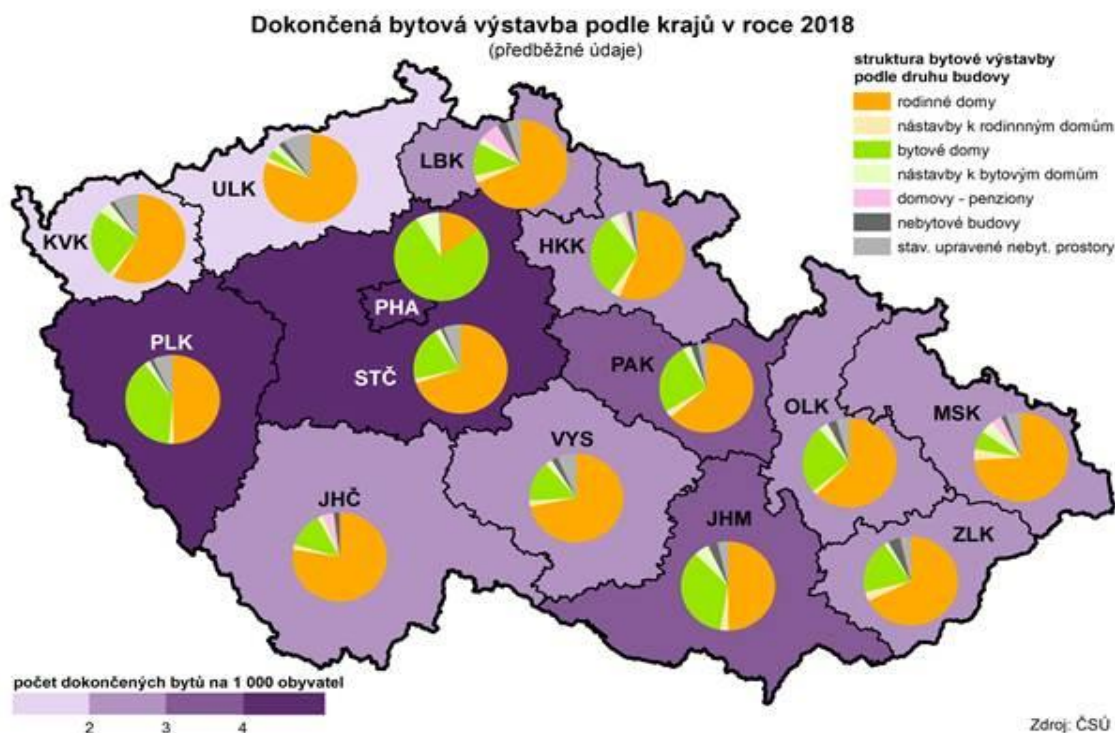 Dokončená bytová výstavba podle krajů v roce 2018
(předběžné údaje)
struktura bytové výstavby
podle druhu budovy
rodinné domy
nástavby k rodinnným domům
bytové domy
nástavby k bytovým domům
domovy - penziony
nebytové budovy
stav. upravené nebyt. prostory
LBK
ULK
KVK
HKK
PHA
PLK
STČ
PAK
OLK
MSK
VYS
JHČ
JHM
ZLK
počet dokončených bytů na 1 000 obyvatel
2 3 4
Zdroj: ČSÚ